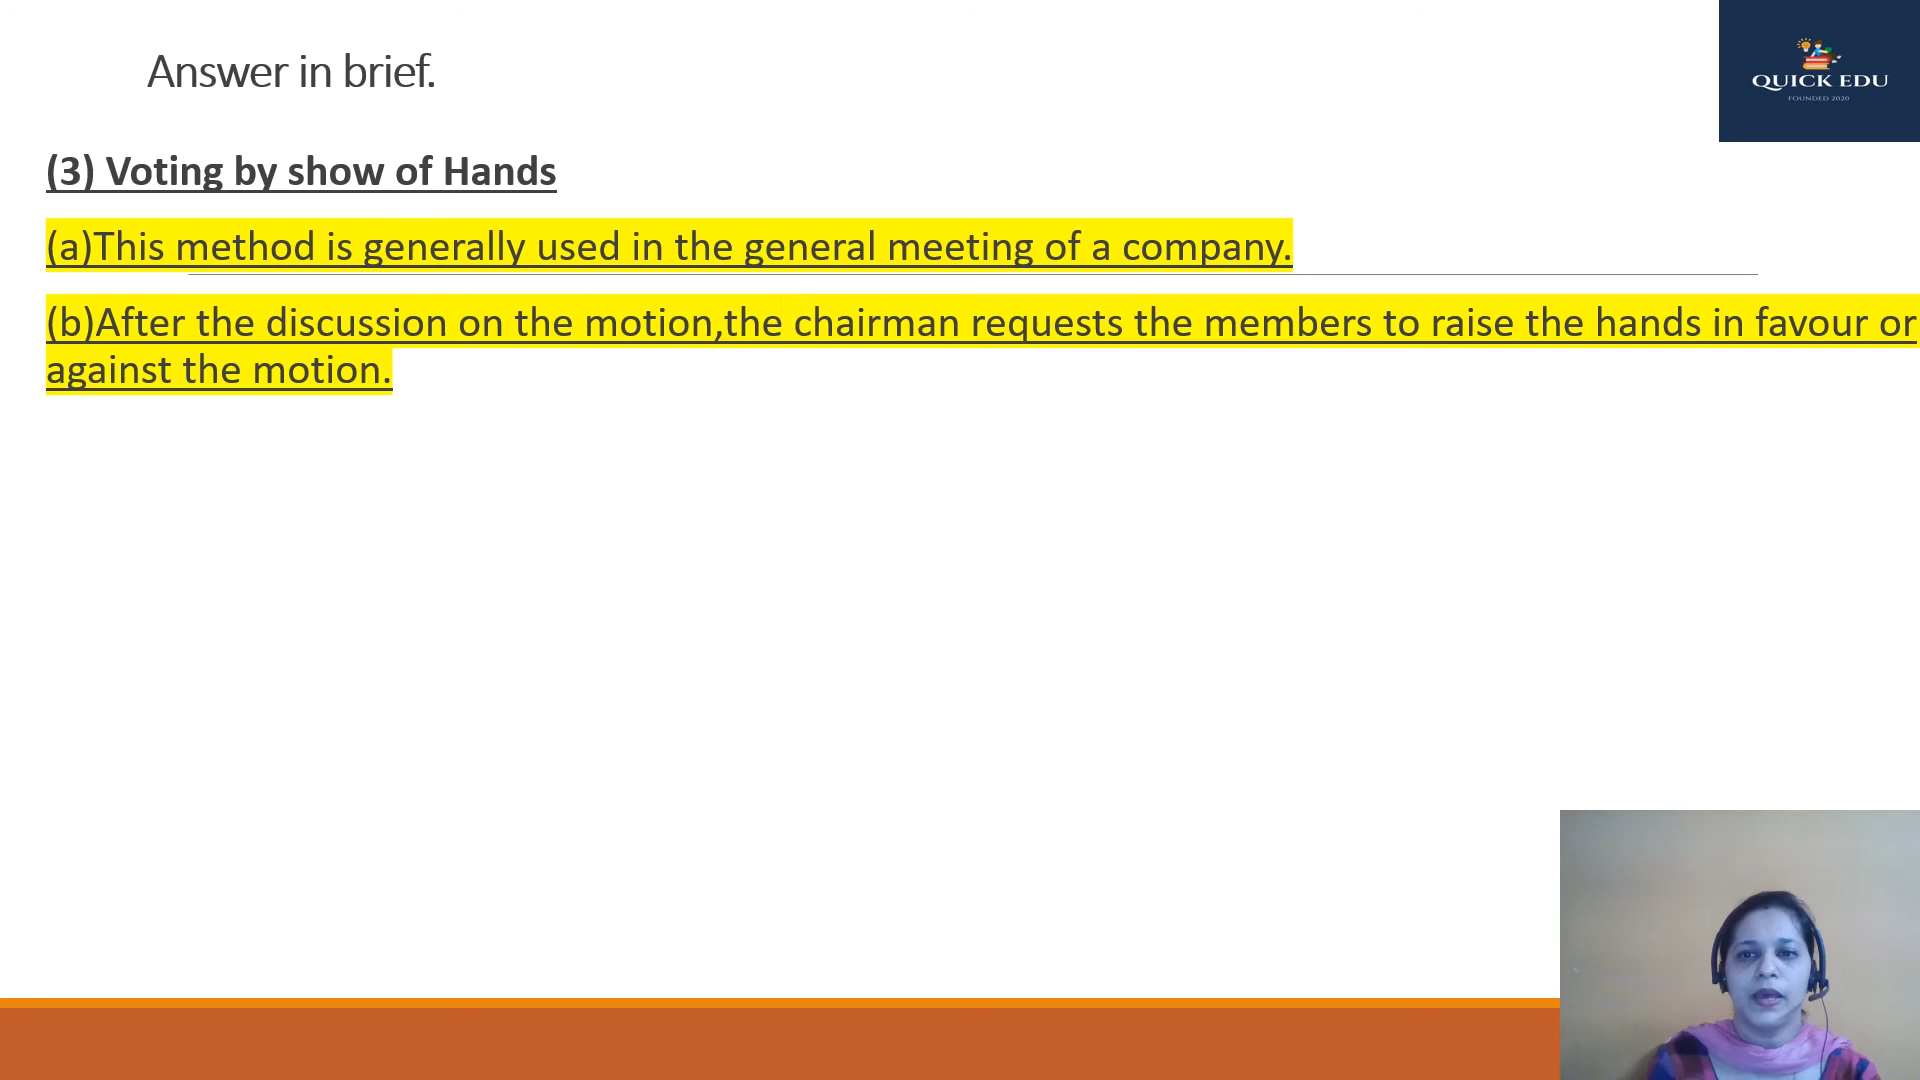 Answer in brief.
QUICK EDU
FOUNDED 2020
(3) Voting by show of Hands
(a)This method is generally used in the general meeting of a company.
(b)After the discussion on the motion,the chairman requests the members to raise the hands in favour or
against the motion.